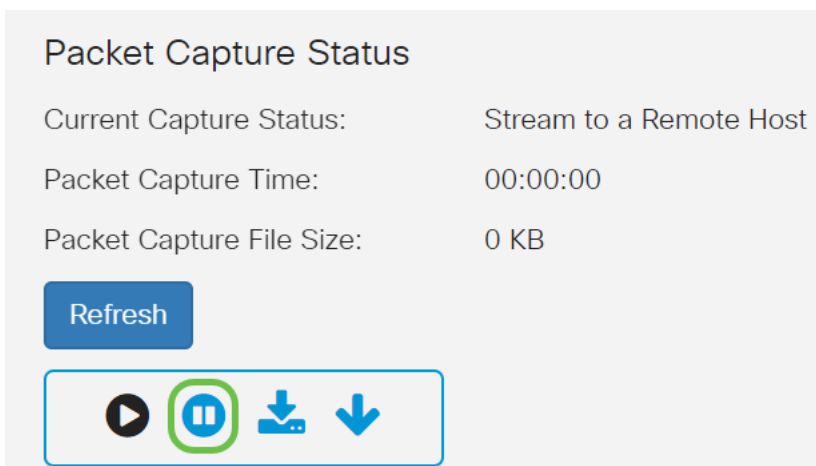 Packet Capture Status
Current Capture Status: Stream to a Remote Host
Packet Capture Time: 00:00:00
Packet Capture File Size: 0 KB
Refresh